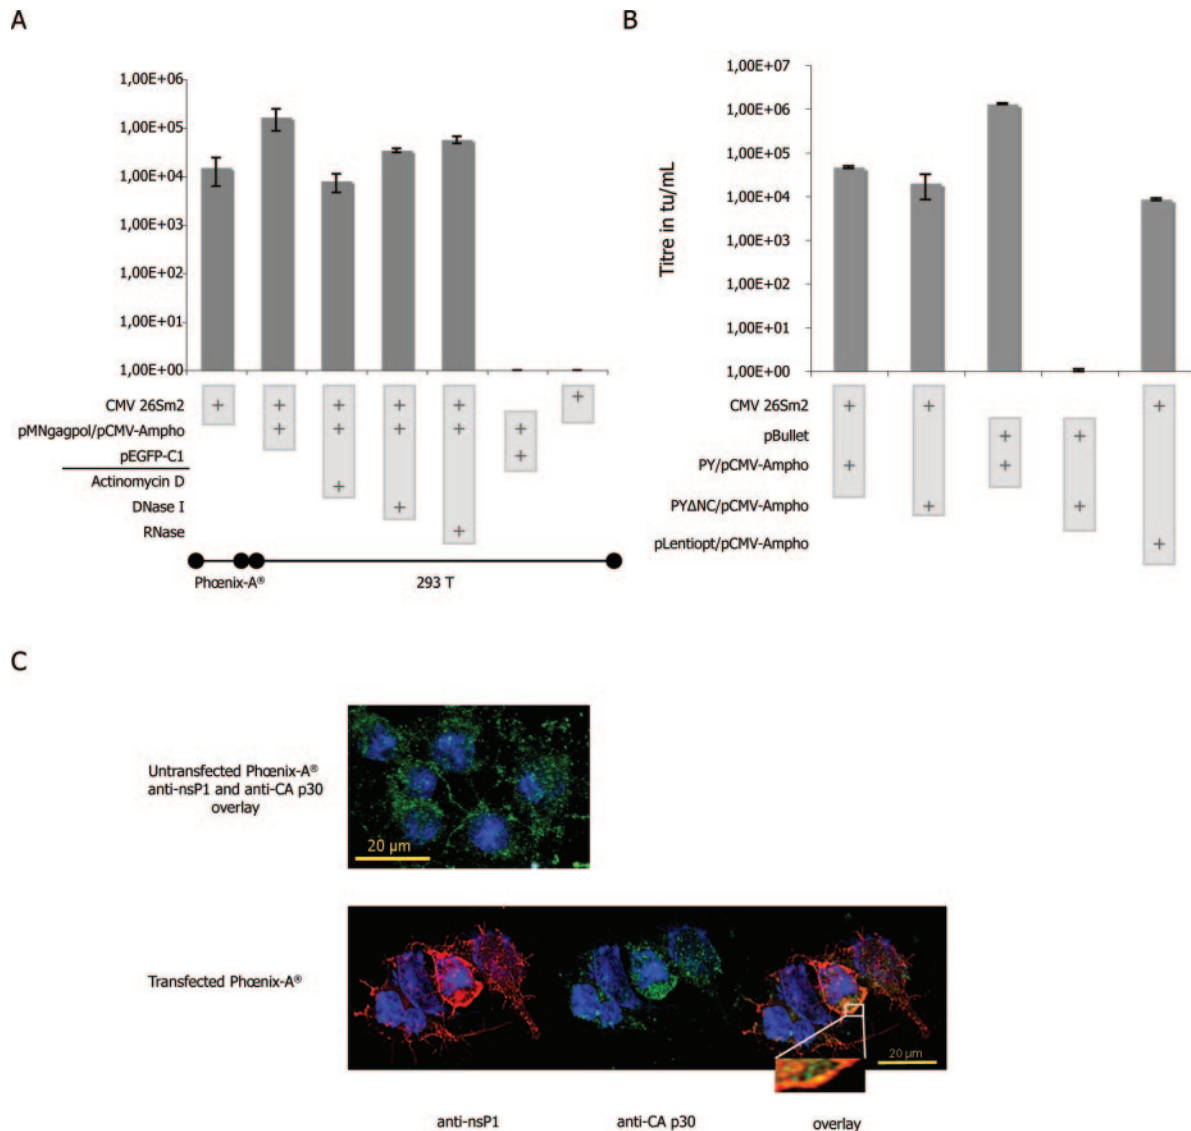 A
1,00E+06
1,00E+05
1,00E+04
1,00E+03
1,00E+02
1,00E+01
1,00E+00
CMV 26Sm2 + + + + + +
pMNgagpol/pCMV-Ampho + + + + +
pEGFP-C1 +
Actinomycin D +
DNase I +
RNase +
Phœnix-A® 293 T
B
Titre in tu/mL
1,00E+07
1,00E+06
1,00E+05
1,00E+04
1,00E+03
1,00E+02
1,00E+01
1,00E+00
CMV 26Sm2 + + +
pBullet + +
PY/pCMV-Ampho + +
PYΔNC/pCMV-Ampho + +
pLentiopt/pCMV-Ampho +
C
Untransfected Phœnix-A®
anti-nsP1 and anti-CA p30
overlay
20 µm
Transfected Phœnix-A®
20 µm
anti-nsP1 anti-CA p30 overlay